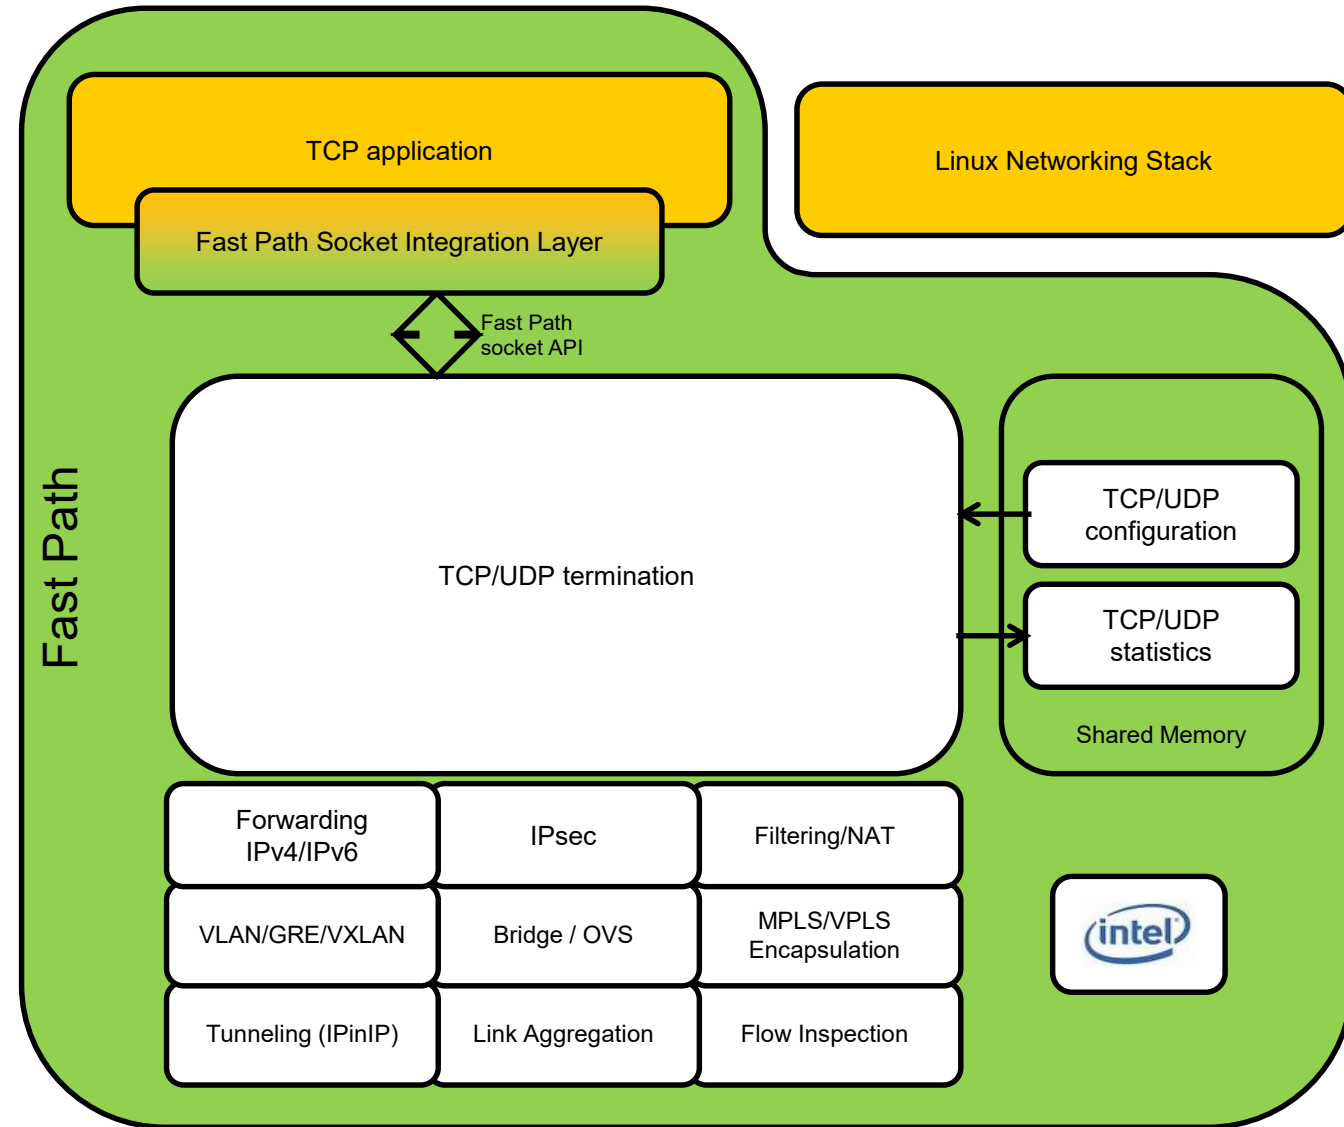 TCP application
Linux Networking Stack
Fast Path Socket Integration Layer
Fast Path
socket API
Fast Path
TCP/UDP termination
TCP/UDP
configuration
TCP/UDP
statistics
Shared Memory
Forwarding
IPv4/IPv6
IPsec
Filtering/NAT
VLAN/GRE/VXLAN
Bridge / OVS
MPLS/VPLS
Encapsulation
intel
Tunneling (IPinIP)
Link Aggregation
Flow Inspection